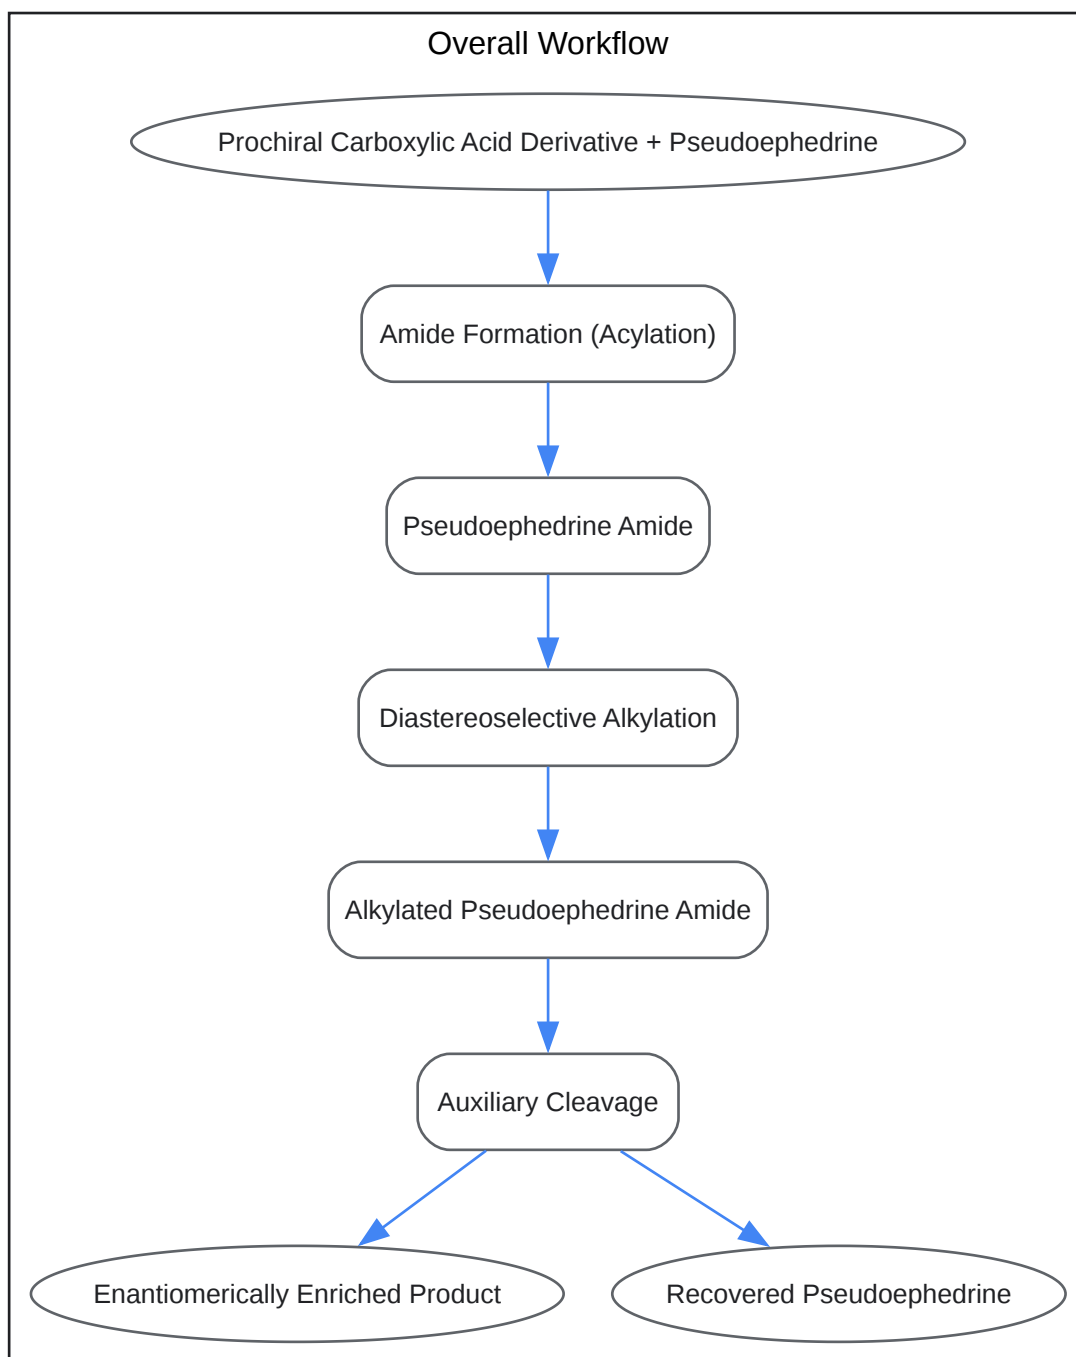 Overall Workflow
Prochiral Carboxylic Acid Derivative + Pseudoephedrine
Amide Formation (Acylation)
Pseudoephedrine Amide
Diastereoselective Alkylation
Alkylated Pseudoephedrine Amide
Auxiliary Cleavage
Enantiomerically Enriched Product
Recovered Pseudoephedrine